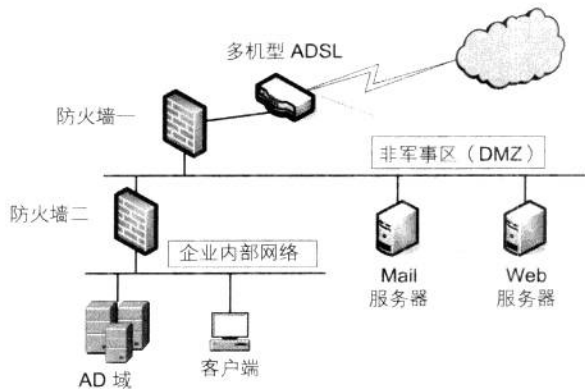 多机型 ADSL
防火墙一
非军事区（DMZ）
防火墙二
企业内部网络
Mail
服务器
Web
服务器
AD 域
客户端